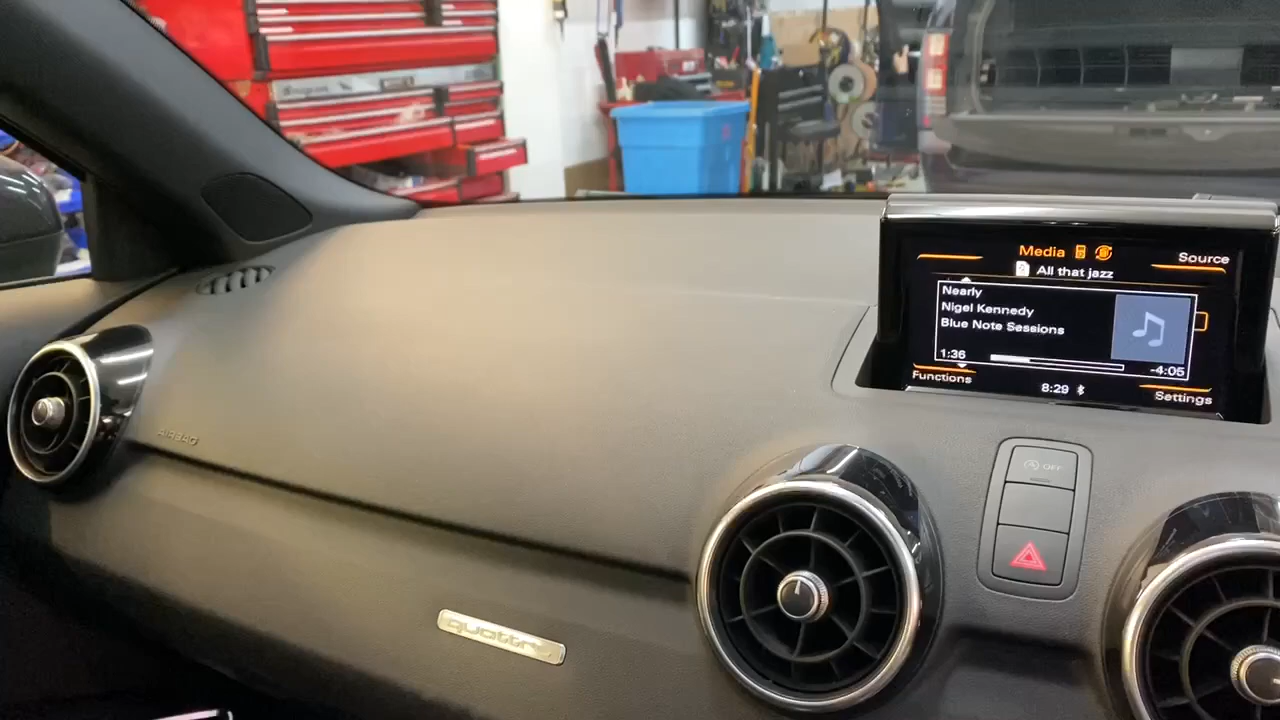 Media
Source
All that jazz
Nearly
Nigel Kennedy
Blue Note Sessions
1:36
-4:05
Functions
8:29
Settings
AIRBAG
OFF
quattro